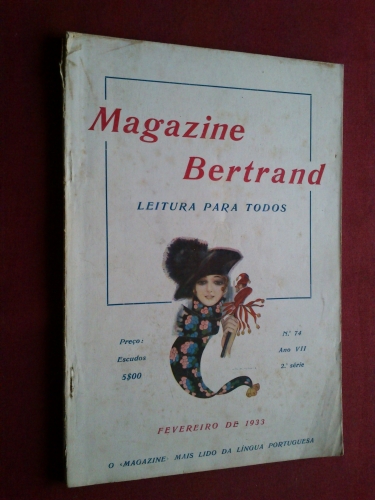 Magazine
Bertrand
LEITURA PARA TODOS
Preço:
Escudos
5$00
N.º 74
Ano VII
2.ª série
FEVEREIRO DE 1933
O «MAGAZINE» MAIS LIDO DA LÍNGUA PORTUGUESA